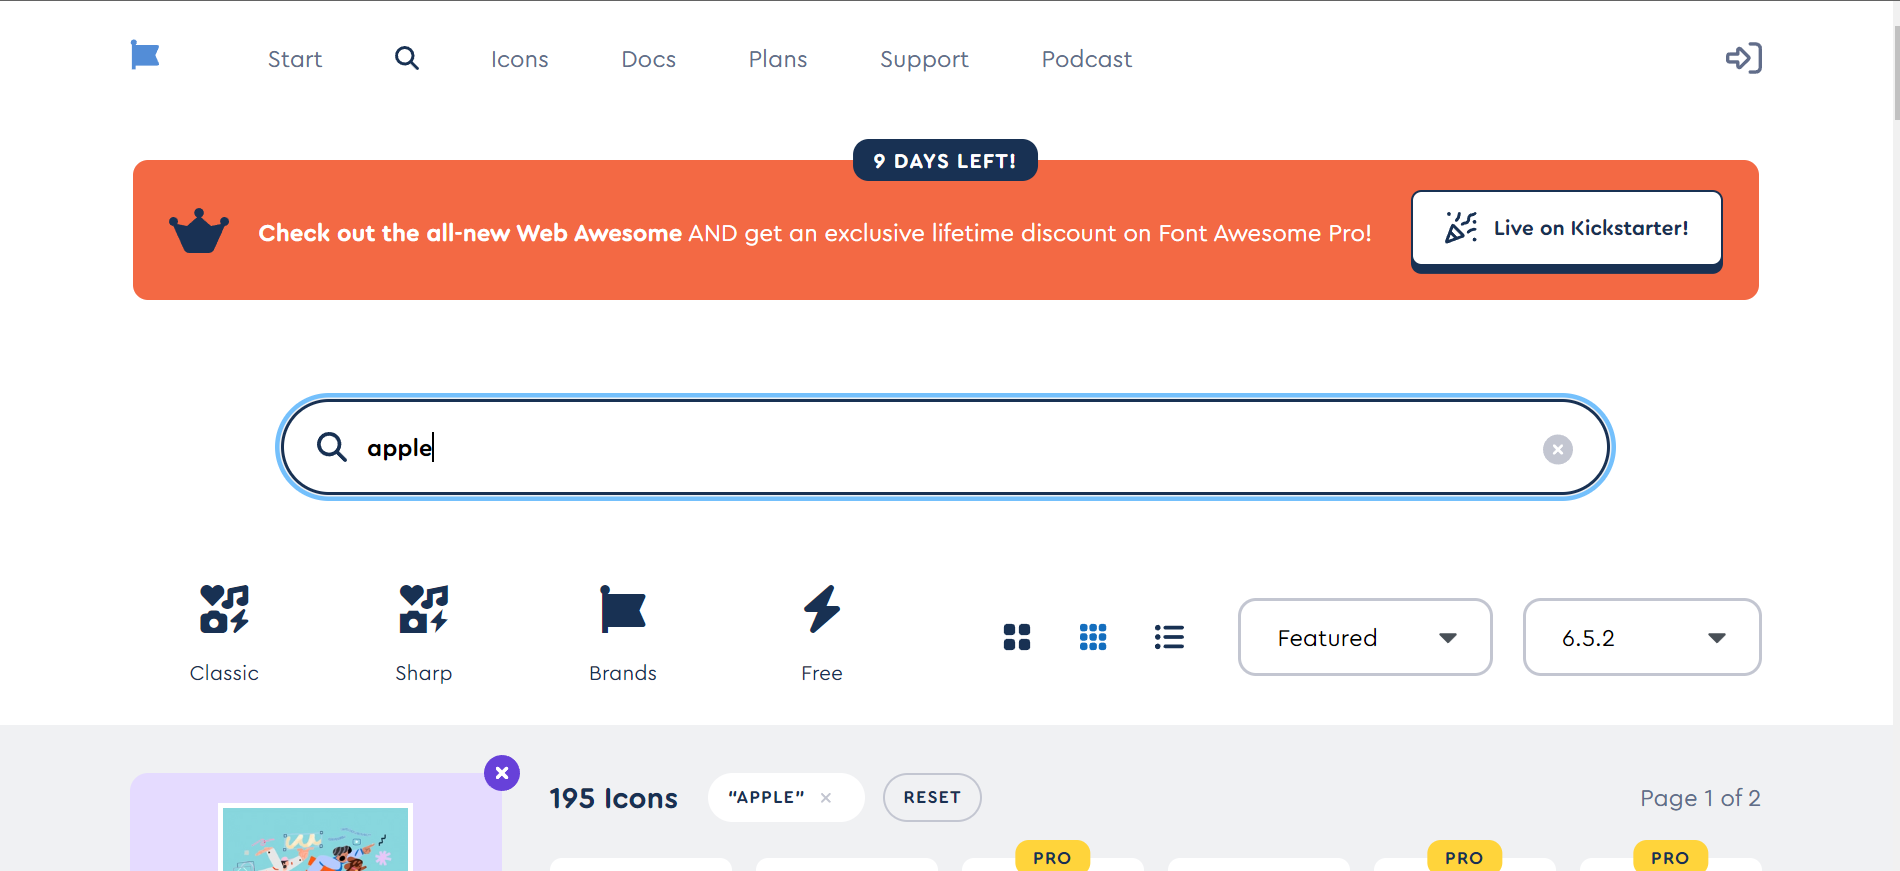 Start
Icons
Docs
Plans
Support
Podcast
9 DAYS LEFT!
Check out the all-new Web Awesome AND get an exclusive lifetime discount on Font Awesome Pro!
Live on Kickstarter!
apple
Classic
Sharp
Brands
Free
Featured
6.5.2
195 Icons
“APPLE”
RESET
Page 1 of 2
PRO
PRO
PRO